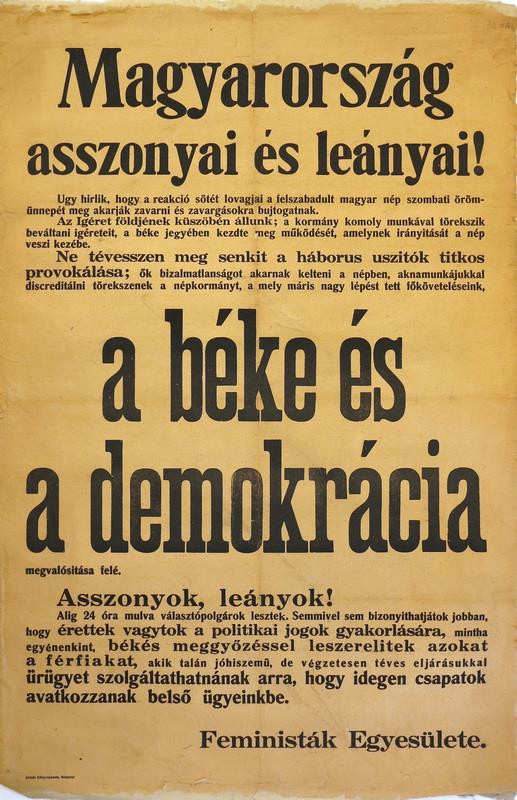 Magyarország
asszonyai és leányai!
Ugy hirlik, hogy a reakció sötét lovagjai a felszabadult magyar nép szombati öröm-
ünnepét meg akarják zavarni és zavargásokra bujtogatnak.
Az Igéret földjének küszöbén állunk; a kormány komoly munkával törekszik
beváltani igéreteit, a béke jegyében kezdte meg működését, amelynek irányitását a nép
veszi kezébe.
Ne tévesszen meg senkit a háborus uszitók titkos
provokálása; ők bizalmatlanságot akarnak kelteni a népben, aknamunkájukkal
discreditálni törekszenek a népkormányt, a mely máris nagy lépést tett főköveteléseink,
a béke és
a demokrácia
megvalósitása felé.
Asszonyok, leányok!
Alig 24 óra mulva választópolgárok lesztek. Semmivel sem bizonyithatjátok jobban,
hogy érettek vagytok a politikai jogok gyakorlására, mintha
egyénenkint, békés meggyőzéssel leszerelitek azokat
a férfiakat, akik talán jóhiszemű, de végzetesen téves eljárásukkal
ürügyet szolgáltathatnának arra, hogy idegen csapatok
avatkozzanak belső ügyeinkbe.
Feministák Egyesülete.